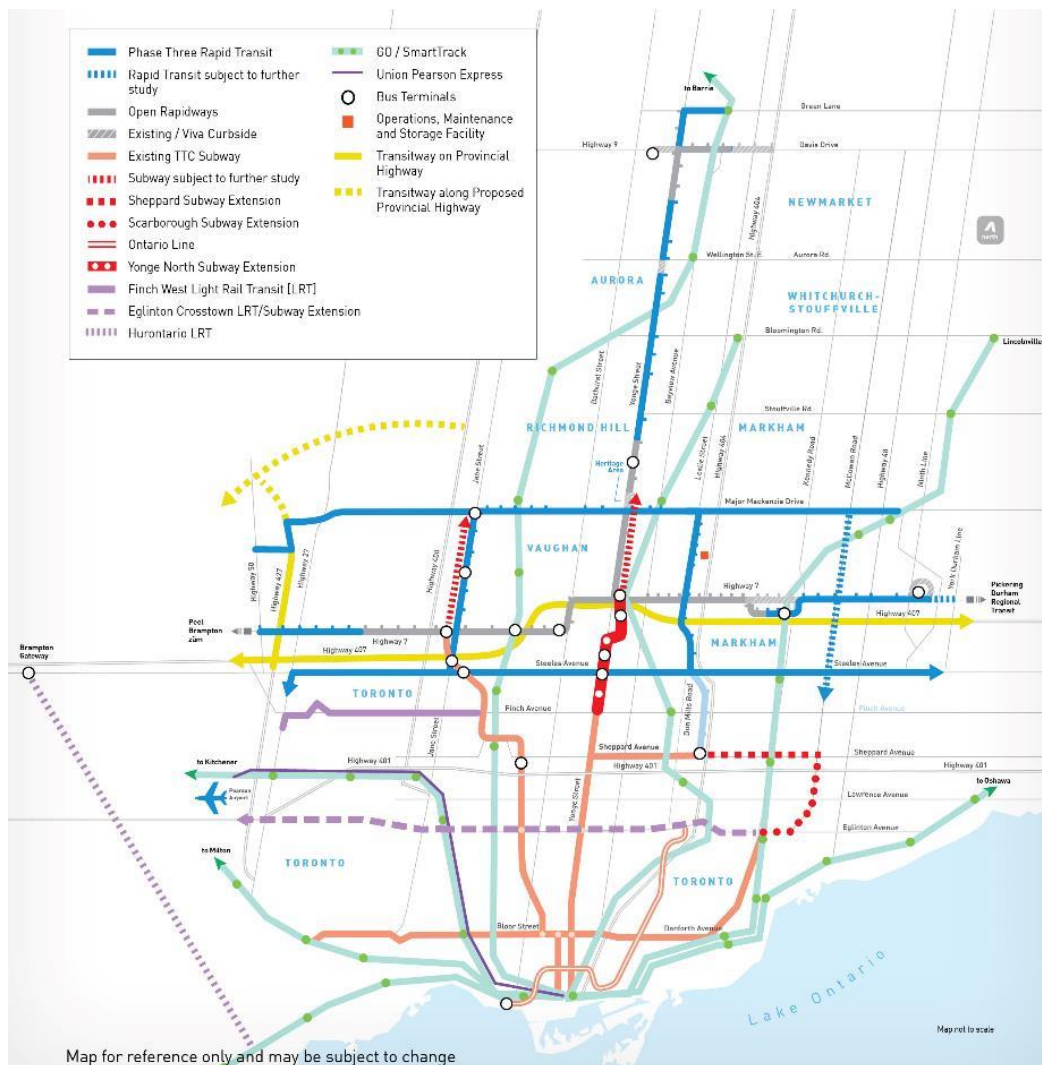 Phase Three Rapid Transit
Rapid Transit subject to further
study
Open Rapidways
Existing / Viva Curbside
Existing TTC Subway
Subway subject to further study
Sheppard Subway Extension
Scarborough Subway Extension
Ontario Line
Yonge North Subway Extension
Finch West Light Rail Transit [LRT]
Eglinton Crosstown LRT/Subway Extension
Hurontario LRT
GO / SmartTrack
Union Pearson Express
Bus Terminals
Operations, Maintenance
and Storage Facility
Transitway on Provincial
Highway
Transitway along Proposed
Provincial Highway
to Barrie
Green Lane
Highway 9
Davis Drive
NEWMARKET
Highway 404
north
Wellington St. E.
Aurora Rd.
AURORA
WHITCHURCH-
STOUFFVILLE
Bloomington Rd.
Lincolnville
Bathurst Street
Yonge Street
Bayview Avenue
Stouffville Rd.
RICHMOND HILL
MARKHAM
Jane Street
Heritage
Area
Leslie Street
Highway 404
Kennedy Road
McCowan Road
Highway 48
Ninth Line
Major Mackenzie Drive
VAUGHAN
Highway 50
Highway 427
Highway 27
Highway 400
York Durham Line
Highway 7
Pickering
Durham
Regional
Transit
Highway 407
Peel
Brampton
züm
Highway 7
MARKHAM
Brampton
Gateway
Highway 407
Steeles Avenue
Steeles Avenue
TORONTO
Finch Avenue
Finch Avenue
Jane Street
Don Mills Road
Sheppard Avenue
Sheppard Avenue
to Kitchener
Highway 401
Highway 401
Highway 401
to Oshawa
Pearson
Airport
Yonge Street
Lawrence Avenue
Eglinton Avenue
to Milton
TORONTO
TORONTO
Bloor Street
Danforth Avenue
Lake Ontario
Map not to scale
Map for reference only and may be subject to change